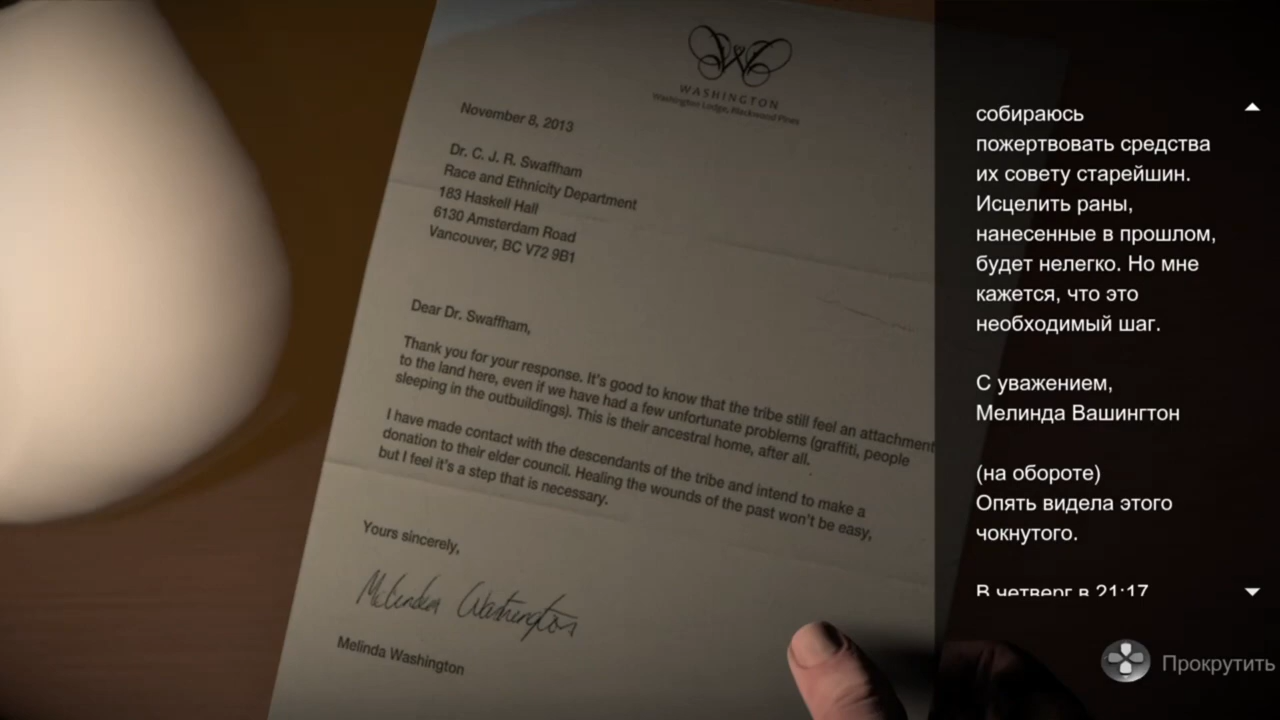 W
WASHINGTON
Washington Lodge, Blackwood Pines
November 8, 2013
Dr. C. J. R. Swaffham
Race and Ethnicity Department
183 Haskell Hall
6130 Amsterdam Road
Vancouver, BC V72 9B1
Dear Dr. Swaffham,
Thank you for your response. It's good to know that the tribe still feel an attachment
to the land here, even if we have had a few unfortunate problems (graffiti, people
sleeping in the outbuildings). This is their ancestral home, after all.
I have made contact with the descendants of the tribe and intend to make a
donation to their elder council. Healing the wounds of the past won't be easy,
but I feel it's a step that is necessary.
Yours sincerely,
Melinda Washington
Melinda Washington
собираюсь
пожертвовать средства
их совету старейшин.
Исцелить раны,
нанесенные в прошлом,
будет нелегко. Но мне
кажется, что это
необходимый шаг.
С уважением,
Мелинда Вашингтон
(на обороте)
Опять видела этого
чокнутого.
В четверг в 21:17
Прокрутить